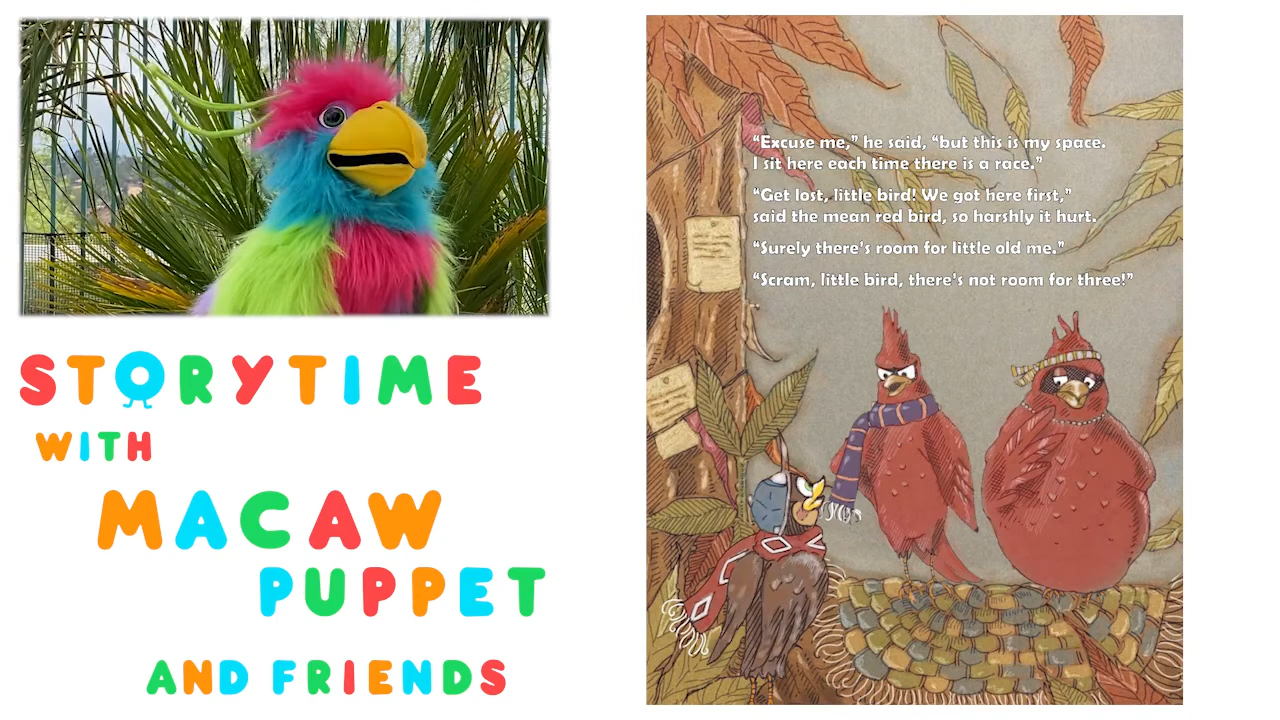 STORYTIME
WITH
MACAW
PUPPET
AND FRIENDS
“Excuse me,” he said, “but this is my space.
I sit here each time there is a race.”
“Get lost, little bird! We got here first,”
said the mean red bird, so harshly it hurt.
“Surely there’s room for little old me.”
“Scram, little bird, there’s not room for three!”